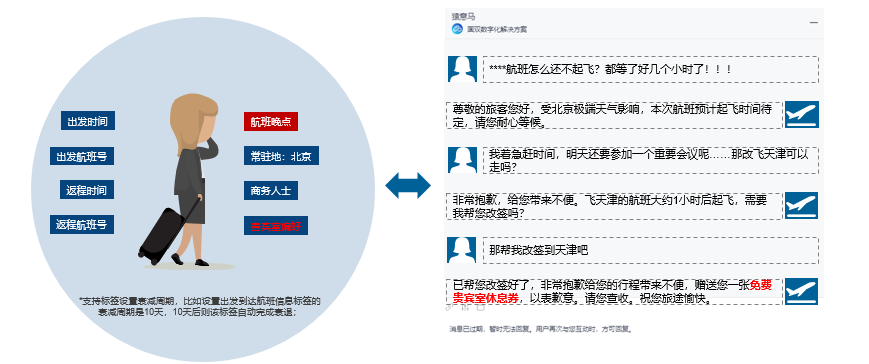 出发时间
出发航班号
返程时间
返程航班号
航班晚点
常驻地：北京
商务人士
贵宾室偏好
*支持标签设置衰减周期，比如设置出发到达航班信息标签的
衰减周期是10天，10天后则该标签自动完成衰退；
猿意马
国双数字化解决方案
****航班怎么还不起飞？都等了好几个小时了！！！
尊敬的旅客您好，受北京极端天气影响，本次航班预计起飞时间待
定，请您耐心等候。
我着急赶时间，明天还要参加一个重要会议呢……那改飞天津可以
走吗？
非常抱歉，给您带来不便。飞天津的航班大约1小时后起飞，需要
我帮您改签吗？
那帮我改签到天津吧
已帮您改签好了，非常抱歉给您的行程带来不便，赠送您一张免费
贵宾室休息券，以表歉意。请您查收。祝您旅途愉快。
消息已过期，暂时无法回复。用户再次与您互动时，方可回复。